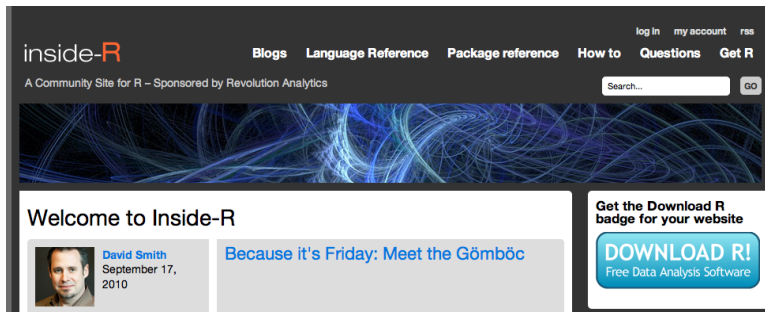 log in my account rss
inside-R
Blogs Language Reference Package reference How to Questions Get R
A Community Site for R – Sponsored by Revolution Analytics
Search... GO
Welcome to Inside-R
David Smith
September 17,
2010
Because it's Friday: Meet the Gömböc
Get the Download R
badge for your website
DOWNLOAD R!
Free Data Analysis Software